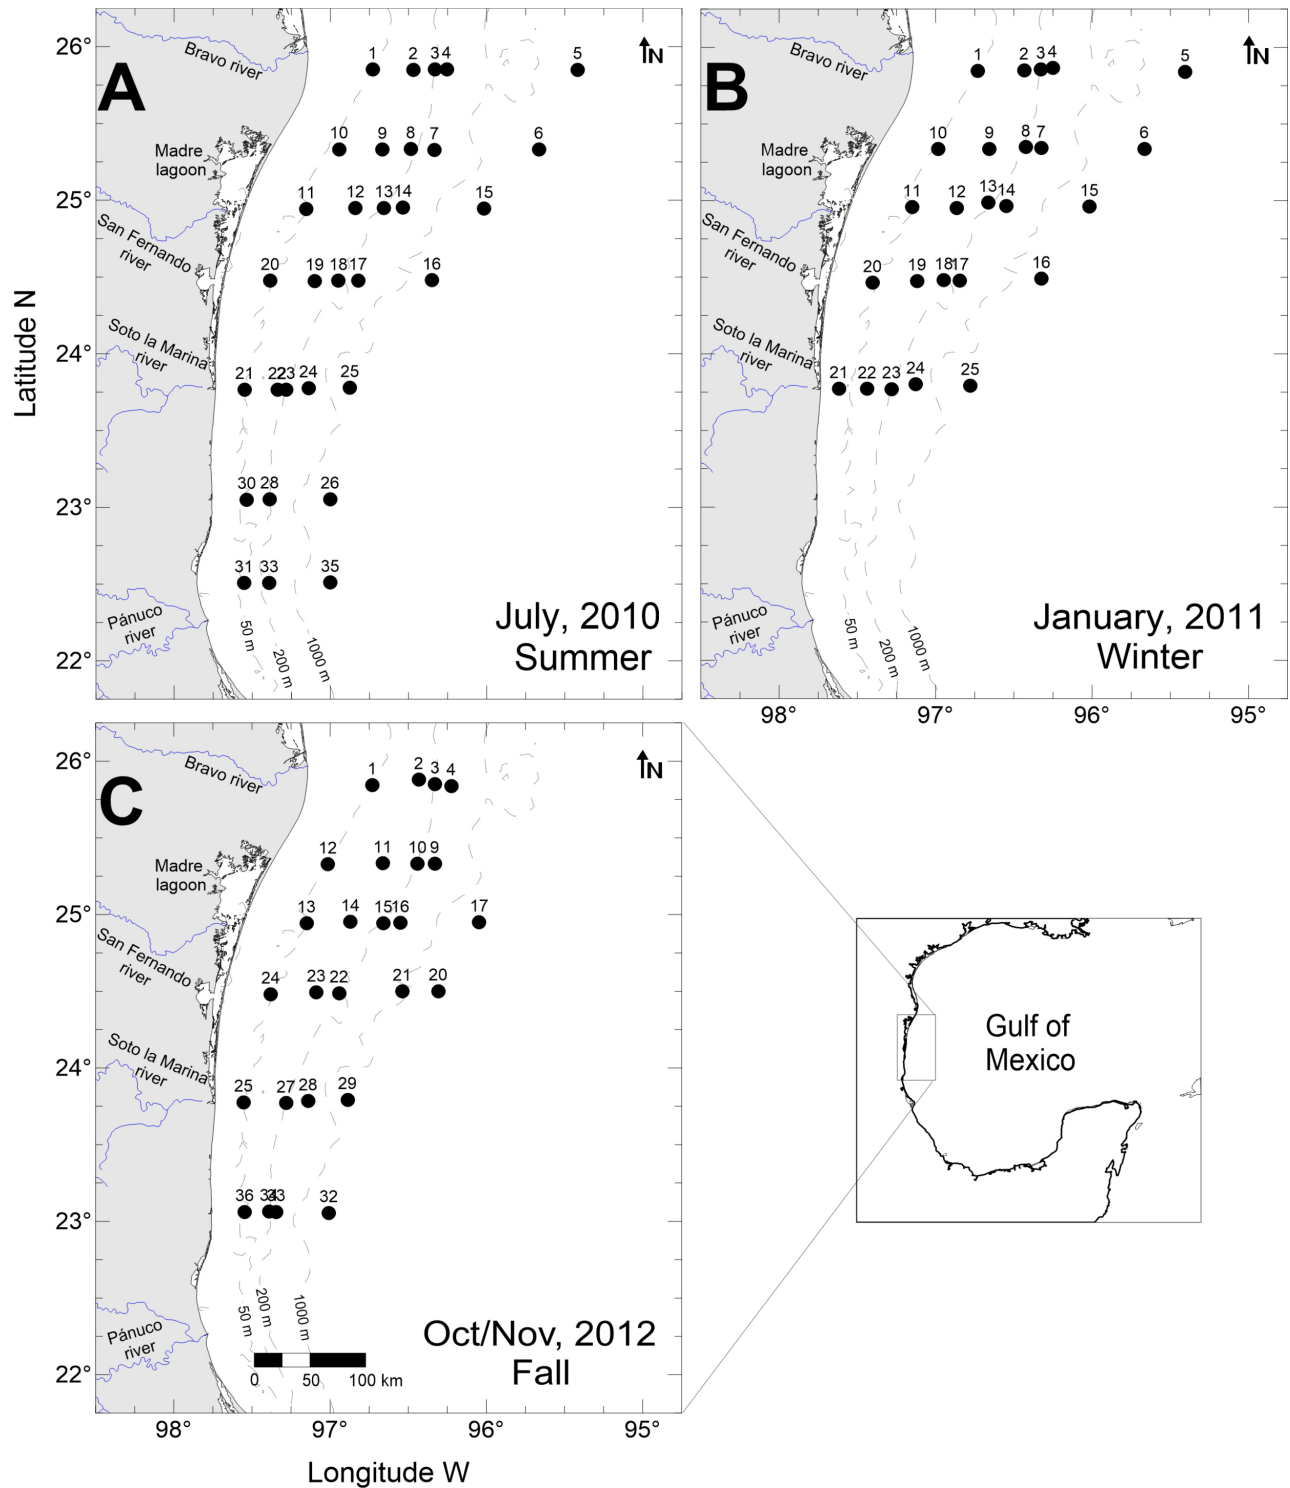 26°
25°
24°
23°
22°
Latitude N
A
Bravo river
Madre
lagoon
San Fernando
river
Soto la Marina
river
Pánuco
river
N
1 2 3 4 5
10 9 8 7 6
11 12 13 14 15
20 19 18 17 16
21 22 23 24 25
30 28 26
31 33 35
50 m
200 m
1000 m
July, 2010
Summer
B
Bravo river
Madre
lagoon
San Fernando
river
Soto la Marina
river
Pánuco
river
N
1 2 3 4 5
10 9 8 7 6
11 12 13 14 15
20 19 18 17 16
21 22 23 24 25
50 m
200 m
1000 m
January, 2011
Winter
98° 97° 96° 95°
26°
25°
24°
23°
22°
C
Bravo river
Madre
lagoon
San Fernando
river
Soto la Marina
river
Pánuco
river
N
1 2 3 4
12 11 10 9
13 14 15 16 17
24 23 22 21 20
25 27 28 29
36 34 33 32
50 m
200 m
1000 m
Oct/Nov, 2012
Fall
0 50 100 km
98° 97° 96° 95°
Longitude W
Gulf of
Mexico